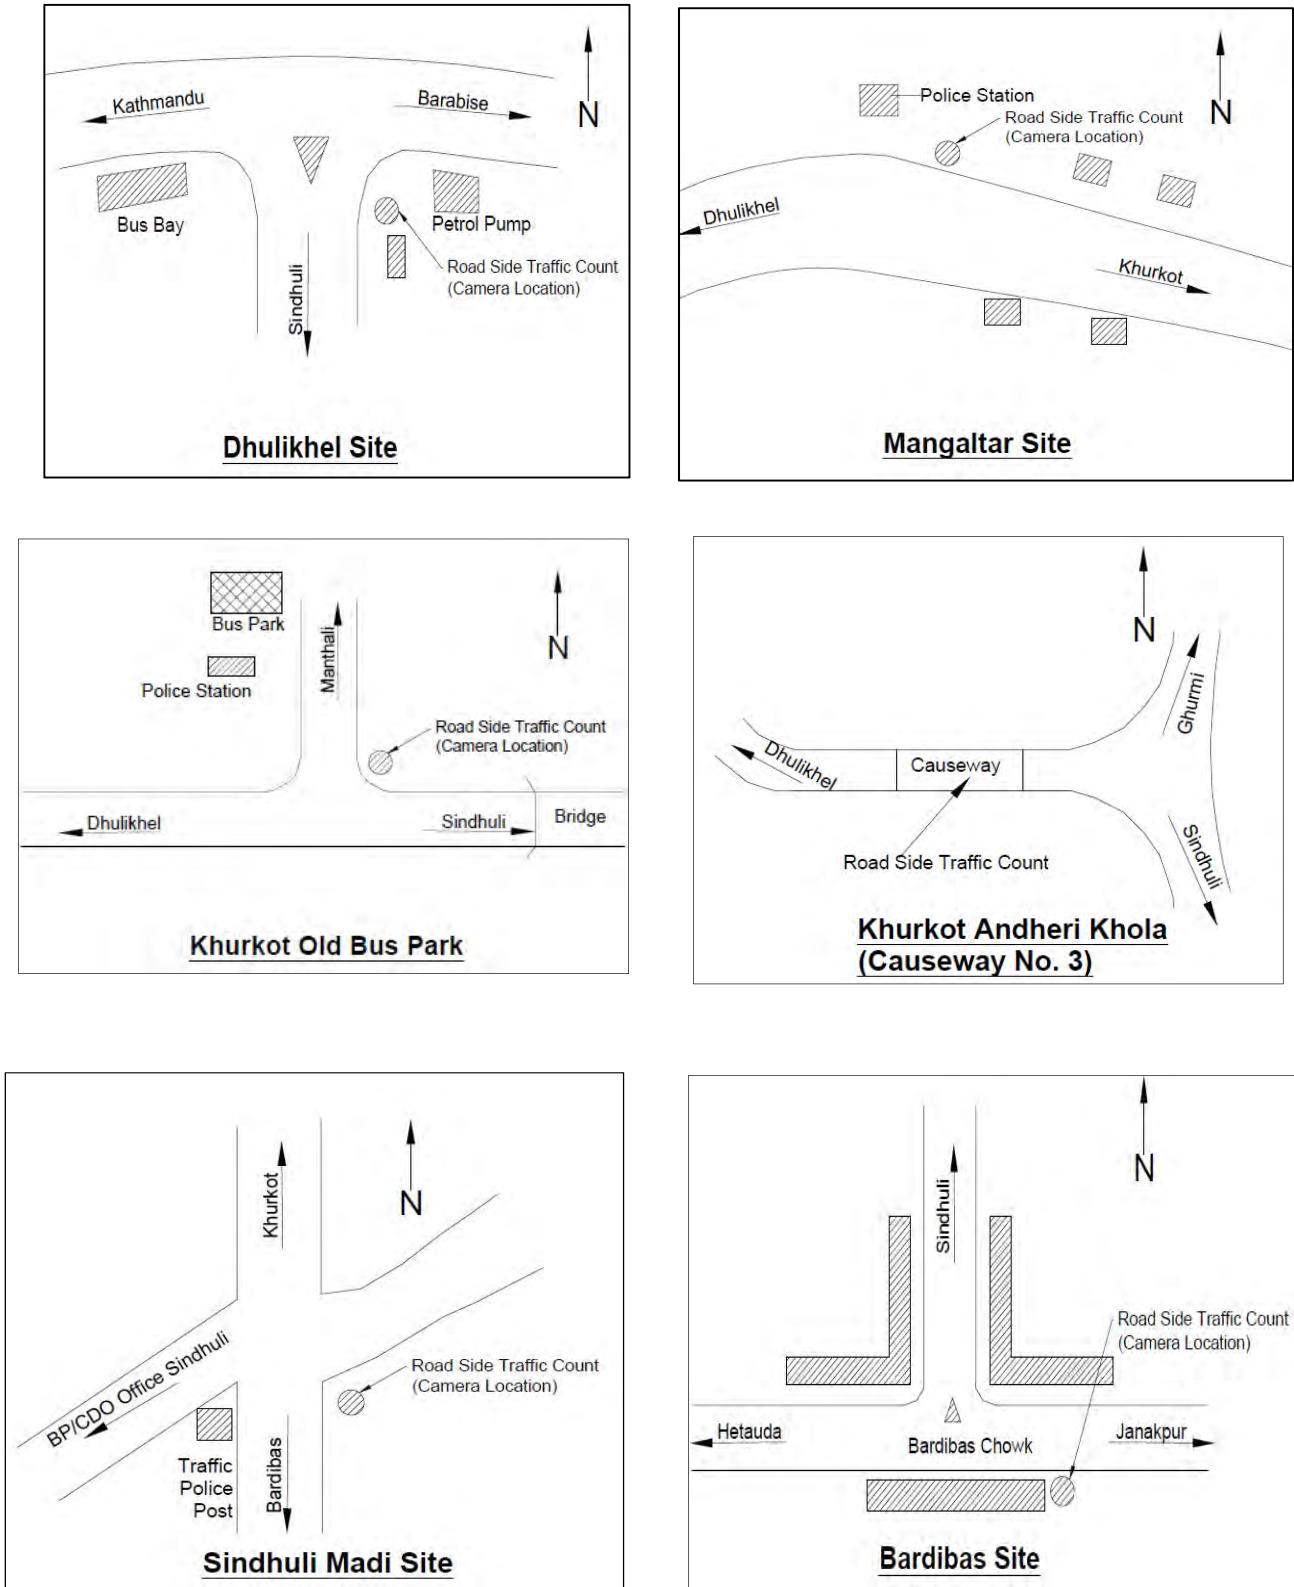 Kathmandu
Barabise
N
Bus Bay
Petrol Pump
Sindhuli
Road Side Traffic Count
(Camera Location)
Dhulikhel Site
Police Station
Road Side Traffic Count
(Camera Location)
N
Dhulikhel
Khurkot
Mangaltar Site
Bus Park
Police Station
Manthali
N
Road Side Traffic Count
(Camera Location)
Dhulikhel
Sindhuli
Bridge
Khurkot Old Bus Park
N
Ghurmi
Dhulikhel
Causeway
Sindhuli
Road Side Traffic Count
Khurkot Andheri Khola
(Causeway No. 3)
Khurkot
N
BP/CDO Office Sindhuli
Road Side Traffic Count
(Camera Location)
Traffic
Police
Post
Bardibas
Sindhuli Madi Site
N
Sindhuli
Road Side Traffic Count
(Camera Location)
Hetauda
Bardibas Chowk
Janakpur
Bardibas Site